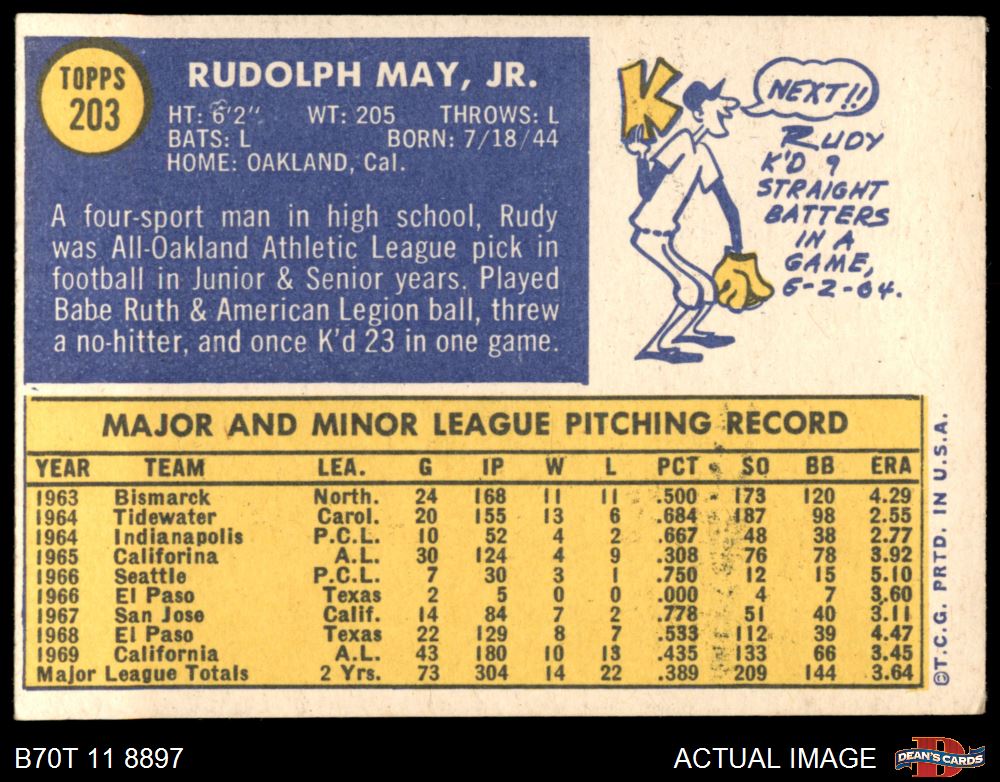 TOPPS
203
RUDOLPH MAY, JR.
HT: 6'2" WT: 205 THROWS: L
BATS: L BORN: 7/18/44
HOME: OAKLAND, Cal.
A four-sport man in high school, Rudy
was All-Oakland Athletic League pick in
football in Junior & Senior years. Played
Babe Ruth & American Legion ball, threw
a no-hitter, and once K'd 23 in one game.
K
NEXT!!
RUDY
K'D 9
STRAIGHT
BATTERS
IN A
GAME,
6-2-64.
MAJOR AND MINOR LEAGUE PITCHING RECORD
YEAR TEAM LEA. G IP W L PCT SO BB ERA
1963 Bismarck North. 24 168 11 11 .500 173 120 4.29
1964 Tidewater Carol. 20 155 13 6 .684 187 98 2.55
1964 Indianapolis P.C.L. 10 52 4 2 .667 48 38 2.77
1965 Califorina A.L. 30 124 4 9 .308 76 78 3.92
1966 Seattle P.C.L. 7 30 3 1 .750 12 15 5.10
1966 El Paso Texas 2 5 0 0 .000 4 7 3.60
1967 San Jose Calif. 14 84 7 2 .778 51 40 3.11
1968 El Paso Texas 22 129 8 7 .533 112 39 4.47
1969 California A.L. 43 180 10 13 .435 133 66 3.45
Major League Totals 2 Yrs. 73 304 14 22 .389 209 144 3.64
©T.C.G. PRTD. IN U.S.A.
B70T 11 8897
ACTUAL IMAGE
DEAN'S CARDS